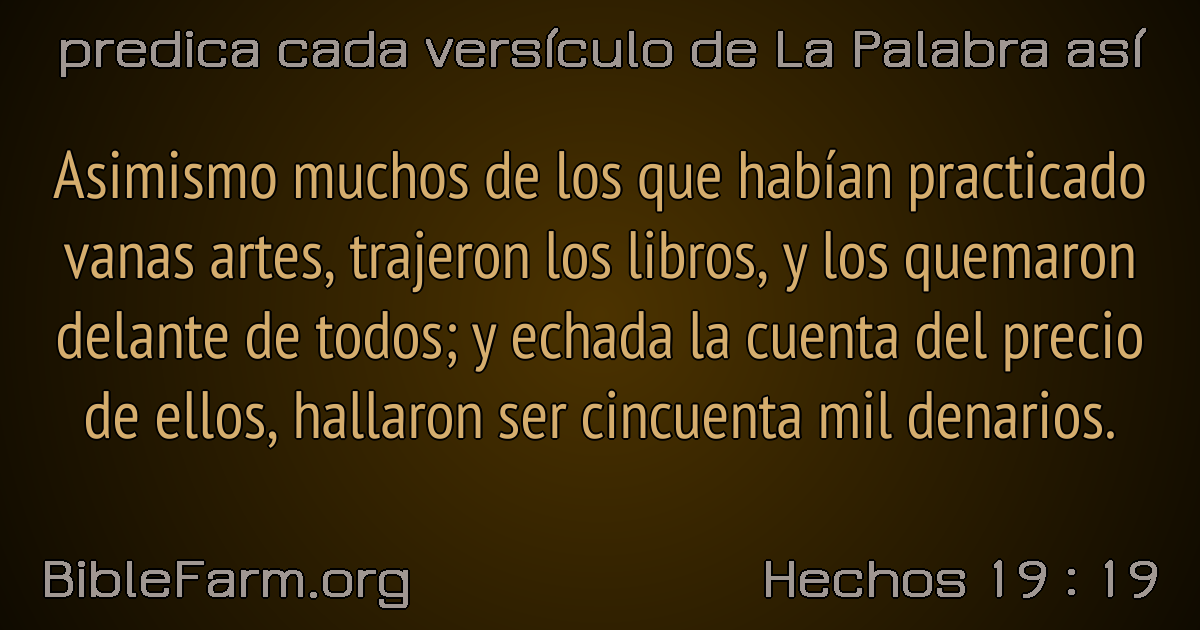 predica cada versículo de La Palabra así
Asimismo muchos de los que habían practicado
vanas artes, trajeron los libros, y los quemaron
delante de todos; y echada la cuenta del precio
de ellos, hallaron ser cincuenta mil denarios.
BibleFarm.org
Hechos 19 : 19